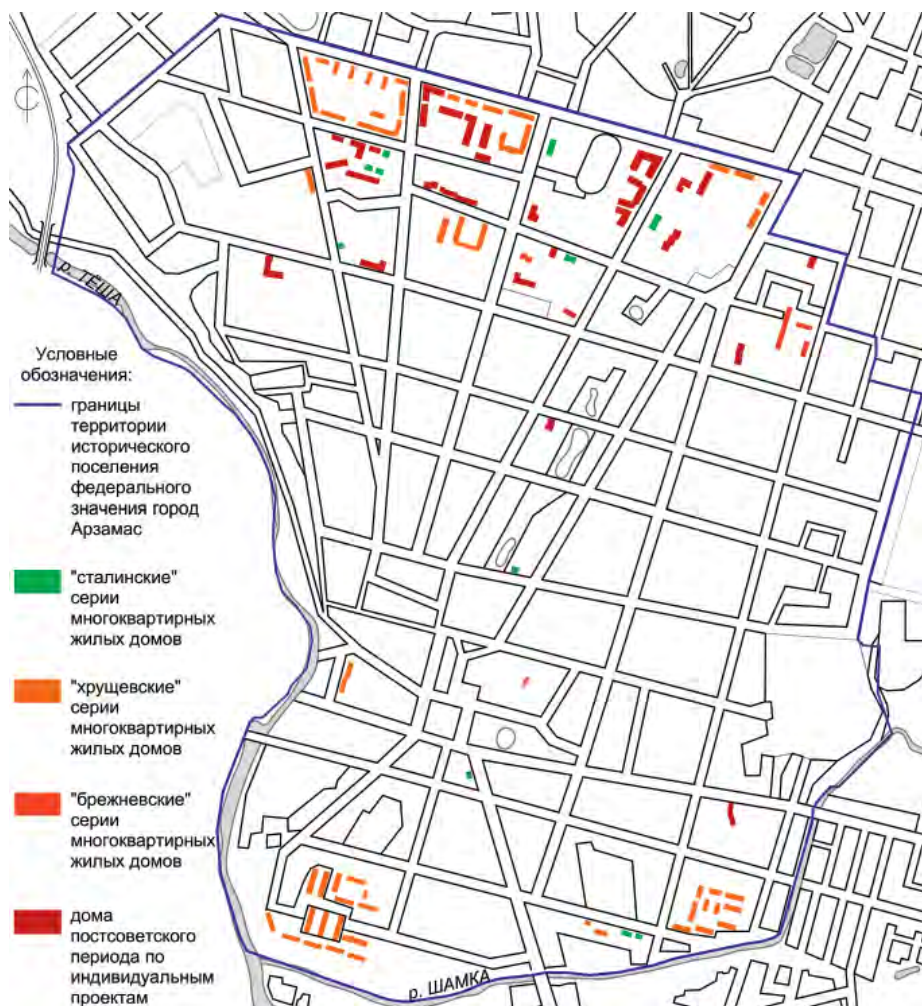 р. ТЁША
Условные
обозначения:
границы
территории
исторического
поселения
федерального
значения город
Арзамас
"сталинские"
серии
многоквартирных
жилых домов
"хрущевские"
серии
многоквартирных
жилых домов
"брежневские"
серии
многоквартирных
жилых домов
дома
постсоветского
периода по
индивидуальным
проектам
р. ШАМКА